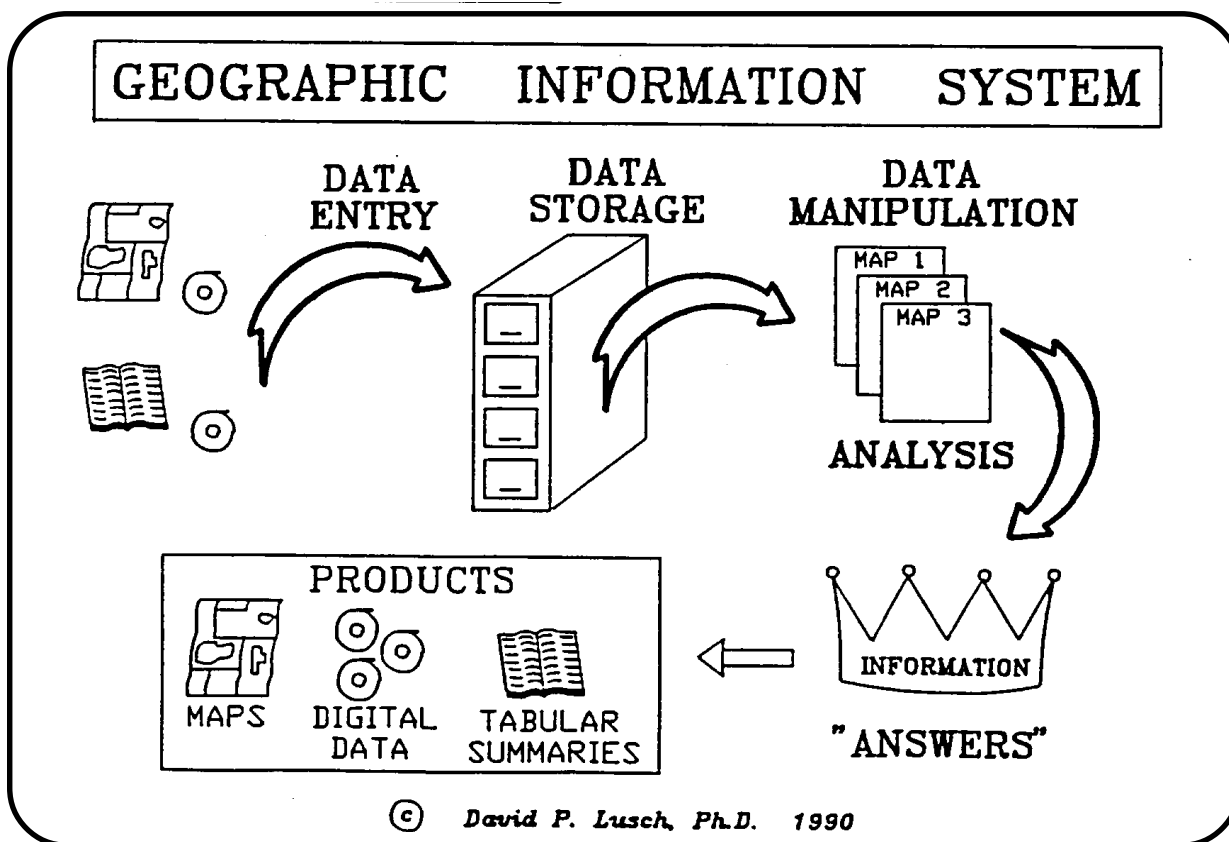 GEOGRAPHIC INFORMATION SYSTEM
DATA
ENTRY
DATA
STORAGE
DATA
MANIPULATION
MAP 1
MAP 2
MAP 3
ANALYSIS
INFORMATION
"ANSWERS"
PRODUCTS
MAPS
DIGITAL
DATA
TABULAR
SUMMARIES
© David P. Lusch, Ph.D. 1990